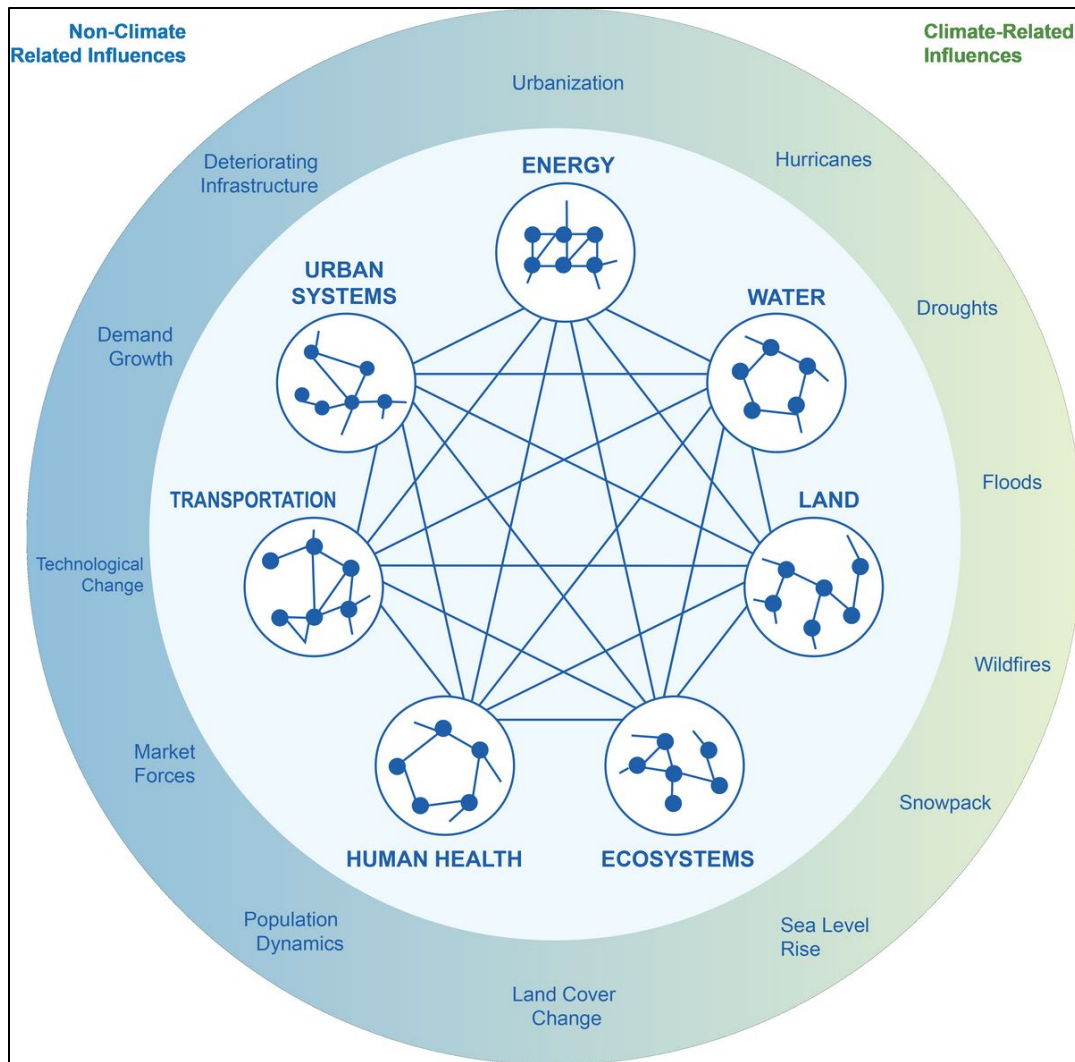 Non-Climate
Related Influences
Climate-Related
Influences
Urbanization
Hurricanes
Droughts
Floods
Wildfires
Snowpack
Sea Level
Rise
Land Cover
Change
Population
Dynamics
Market
Forces
Technological
Change
Demand
Growth
Deteriorating
Infrastructure
ENERGY
WATER
LAND
ECOSYSTEMS
HUMAN HEALTH
TRANSPORTATION
URBAN
SYSTEMS